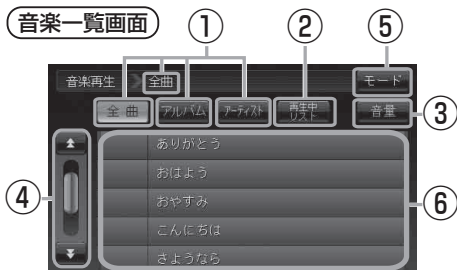 音楽一覧画面
① ② ⑤
音楽再生 全曲 モード
全曲 アルバム アーティスト 再生中リスト 音量 ③
④ ⑥
ありがとう
おはよう
おやすみ
こんにちは
さようなら